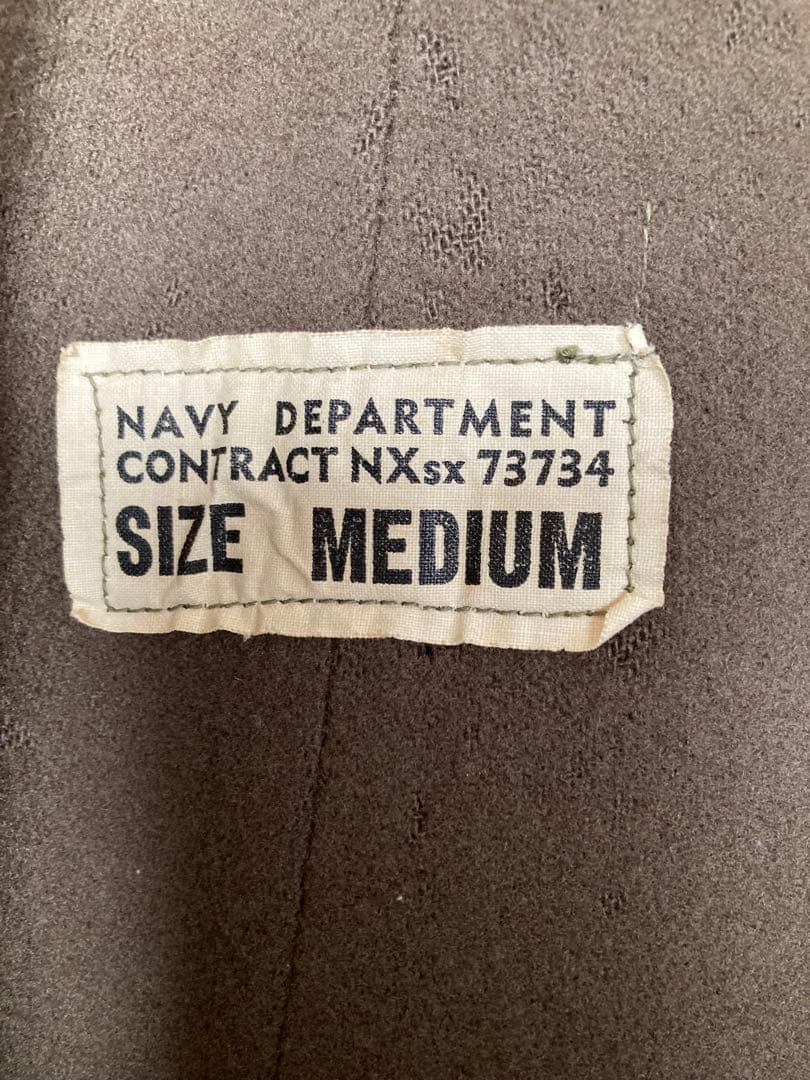 NAVY DEPARTMENT
CONTRACT NXsx 73734
SIZE MEDIUM